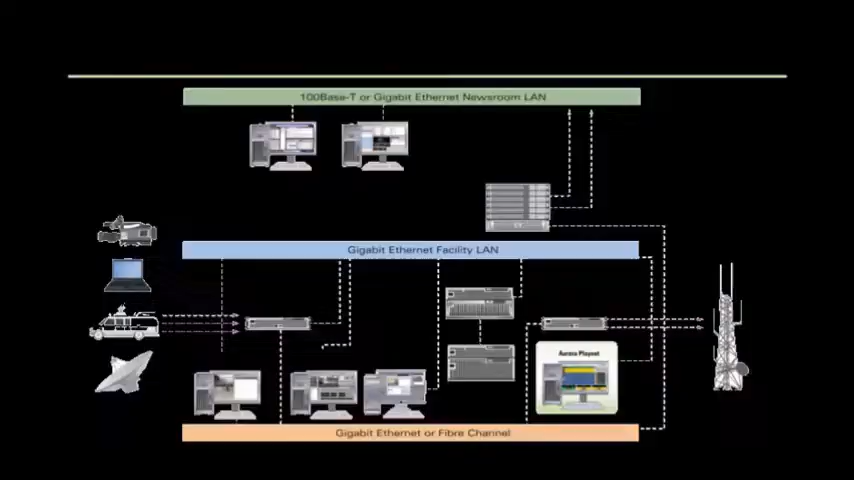 100Base-T or Gigabit Ethernet Newsroom LAN
Gigabit Ethernet Facility LAN
Aurora Playout
Gigabit Ethernet or Fibre Channel